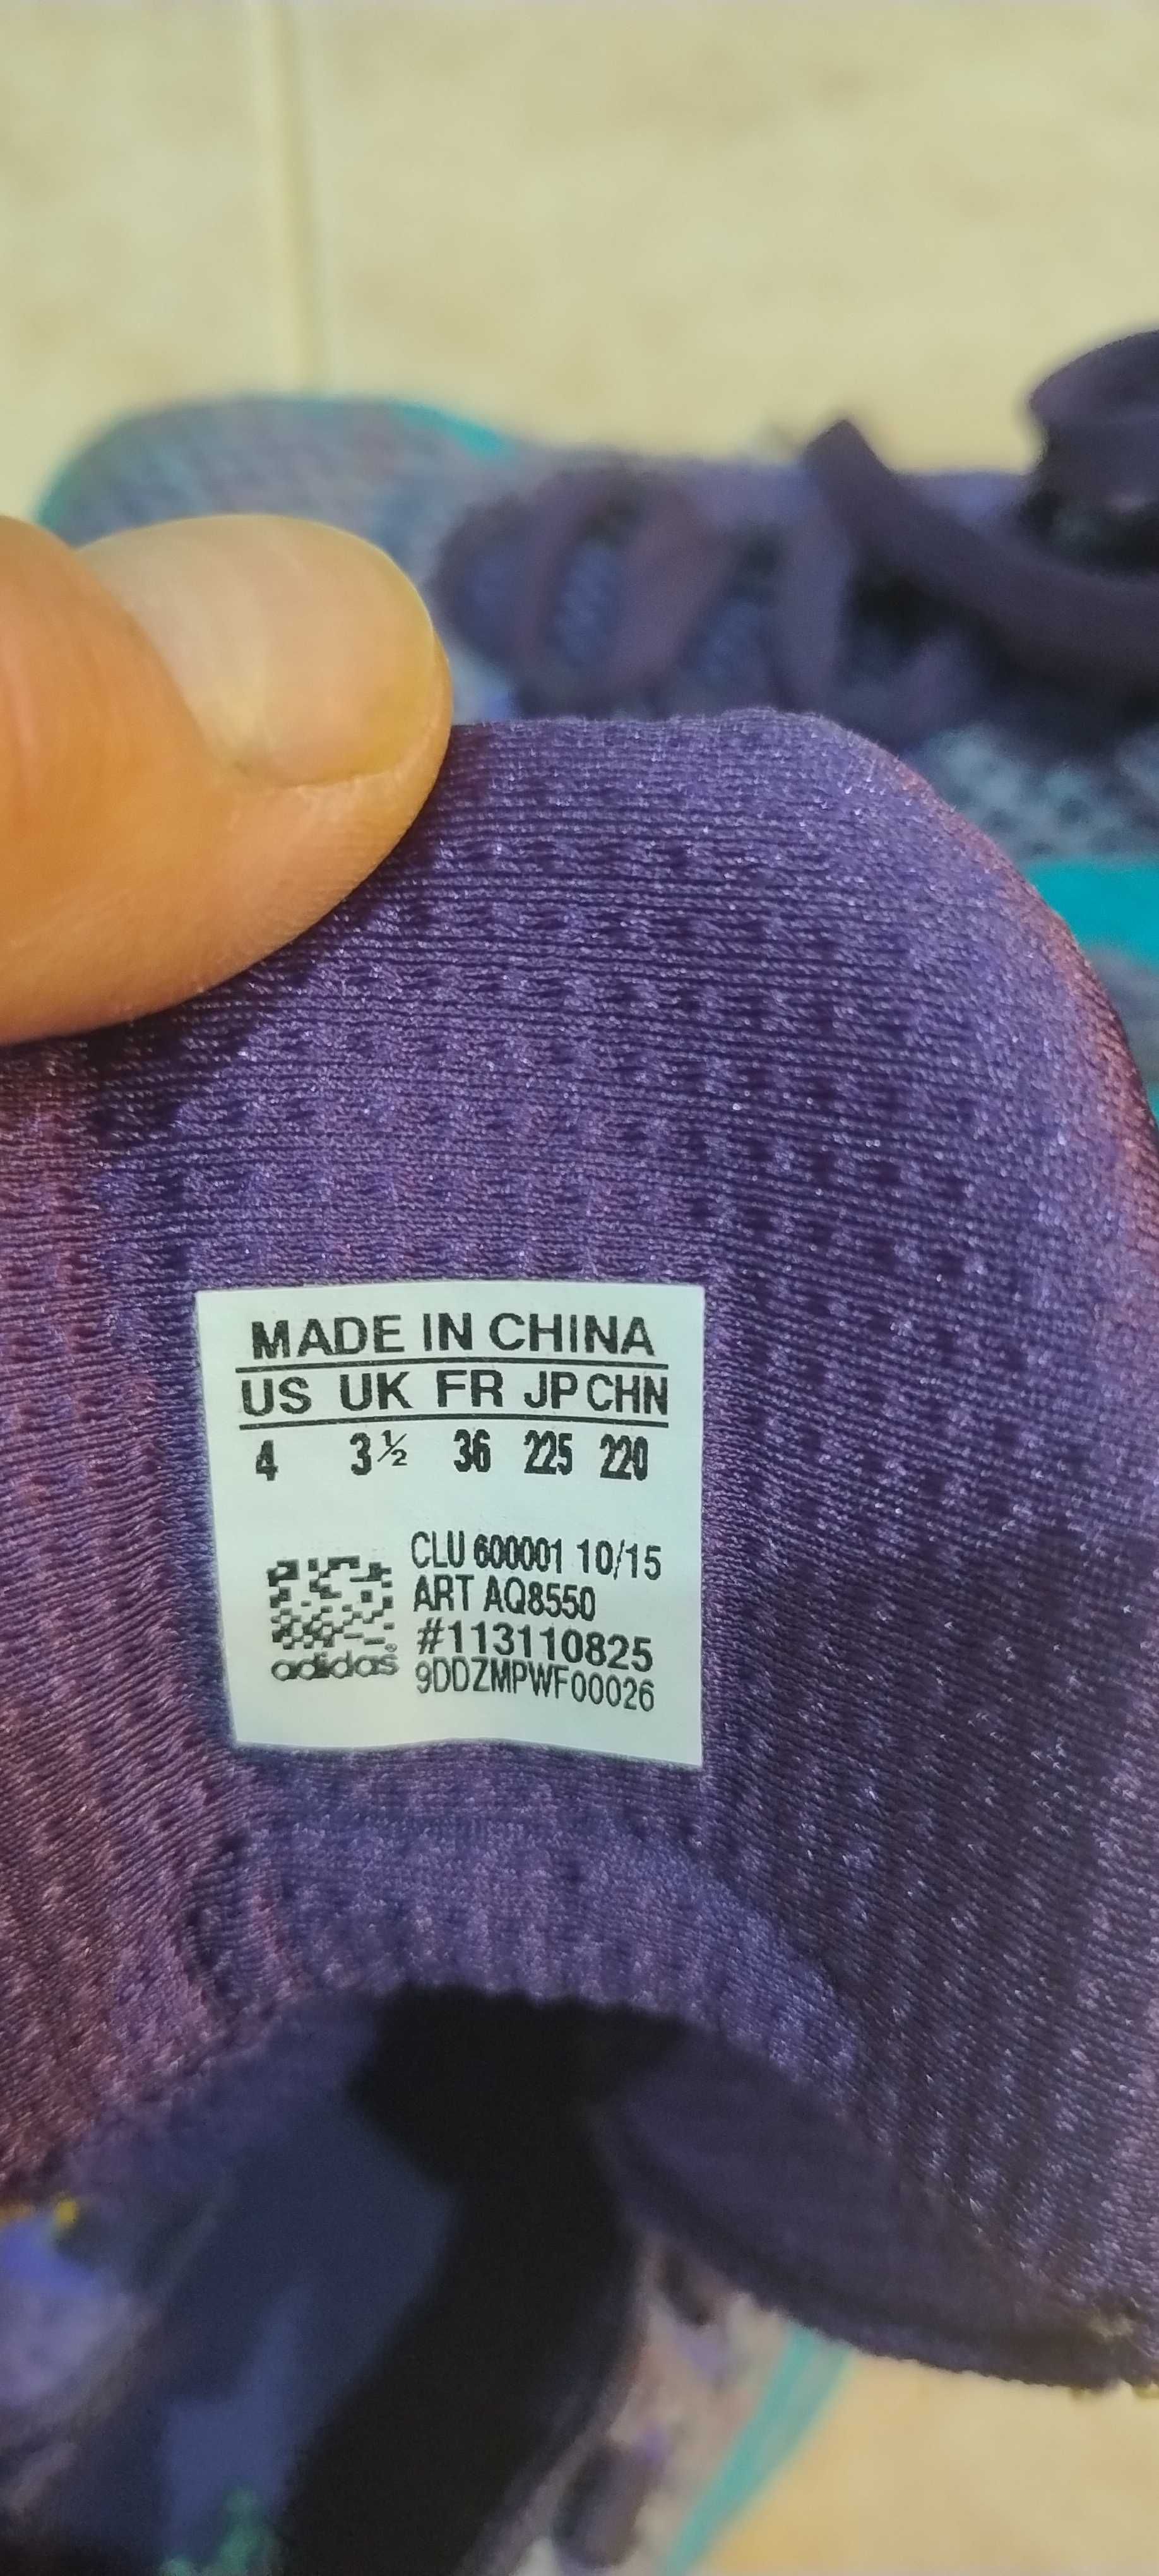 MADE IN CHINA
US UK FR JP CHN
4 3½ 36 225 220
CLU 600001 10/15
ART AQ8550
#113110825
adidas® 9DDZMPWF00026